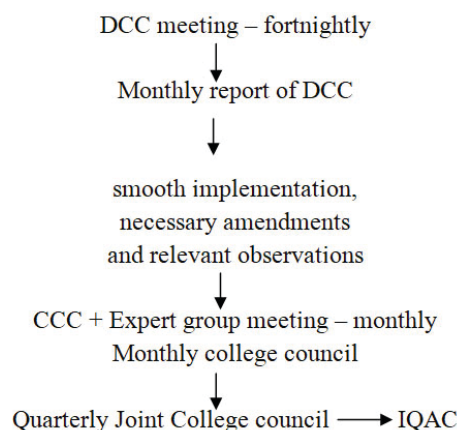 DCC meeting – fortnightly
Monthly report of DCC
smooth implementation,
necessary amendments
and relevant observations
CCC + Expert group meeting – monthly
Monthly college council
Quarterly Joint College council IQAC